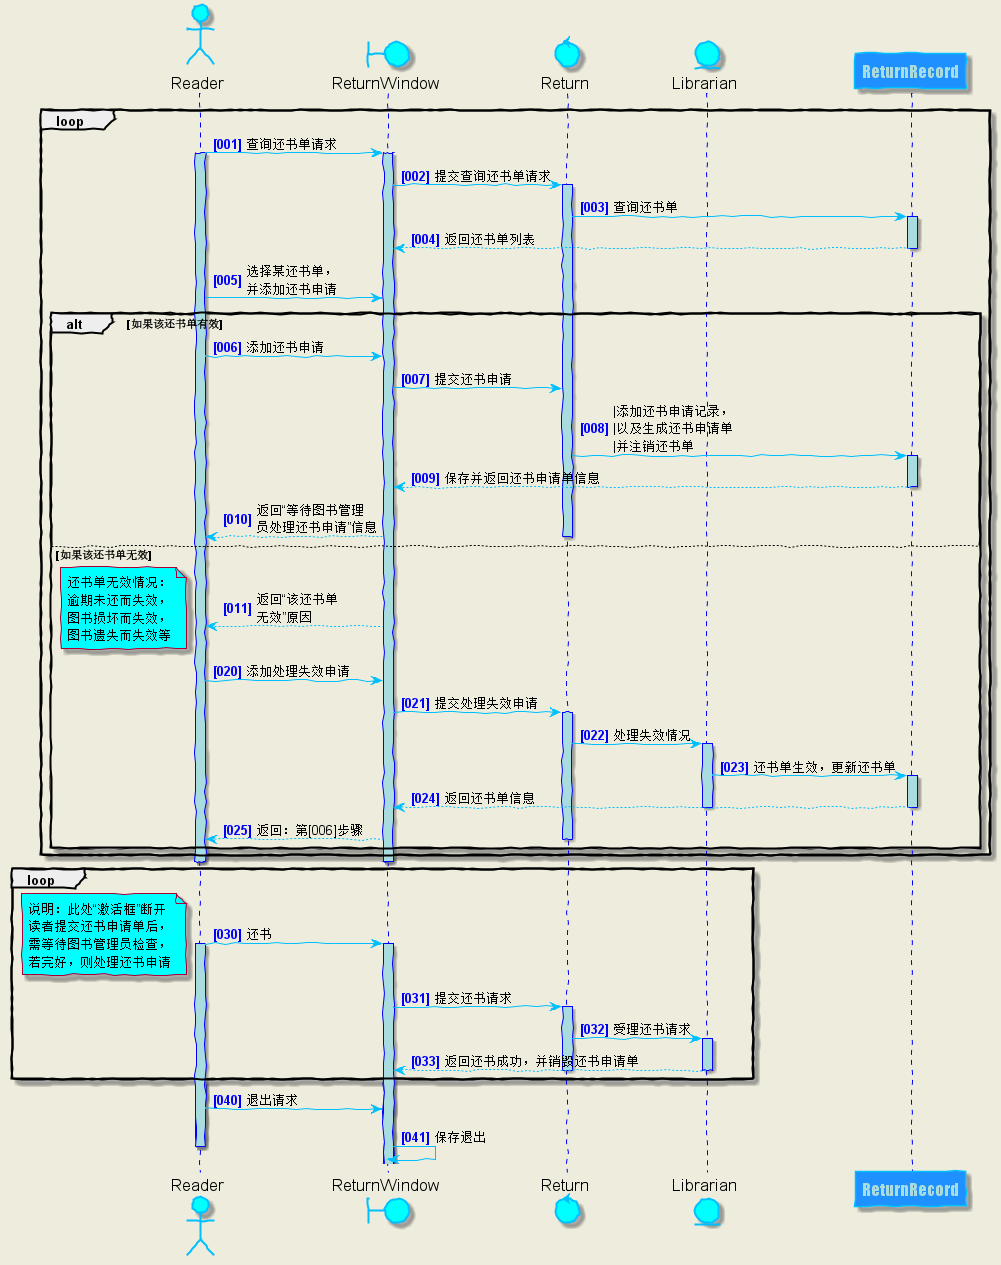 Reader
ReturnWindow
Return
Librarian
ReturnRecord
loop
[001] 查询还书单请求
[002] 提交查询还书单请求
[003] 查询还书单
[004] 返回还书单列表
选择某还书单，
[005] 并添加还书申请
alt [如果该还书单有效]
[006] 添加还书申请
[007] 提交还书申请
|添加还书申请记录，
[008] |以及生成还书申请单
|并注销还书单
[009] 保存并返回还书申请单信息
返回“等待图书管理
[010] 员处理还书申请”信息
[如果该还书单无效]
还书单无效情况：
逾期未还而失效，
图书损坏而失效，
图书遗失而失效等
返回“该还书单
[011] 无效”原因
[020] 添加处理失效申请
[021] 提交处理失效申请
[022] 处理失效情况
[023] 还书单生效，更新还书单
[024] 返回还书单信息
[025] 返回：第[006]步骤
loop
说明：此处“激活框”断开
读者提交还书申请单后，
需等待图书管理员检查，
若完好，则处理还书申请
[030] 还书
[031] 提交还书请求
[032] 受理还书请求
[033] 返回还书成功，并销毁还书申请单
[040] 退出请求
[041] 保存退出
Reader
ReturnWindow
Return
Librarian
ReturnRecord